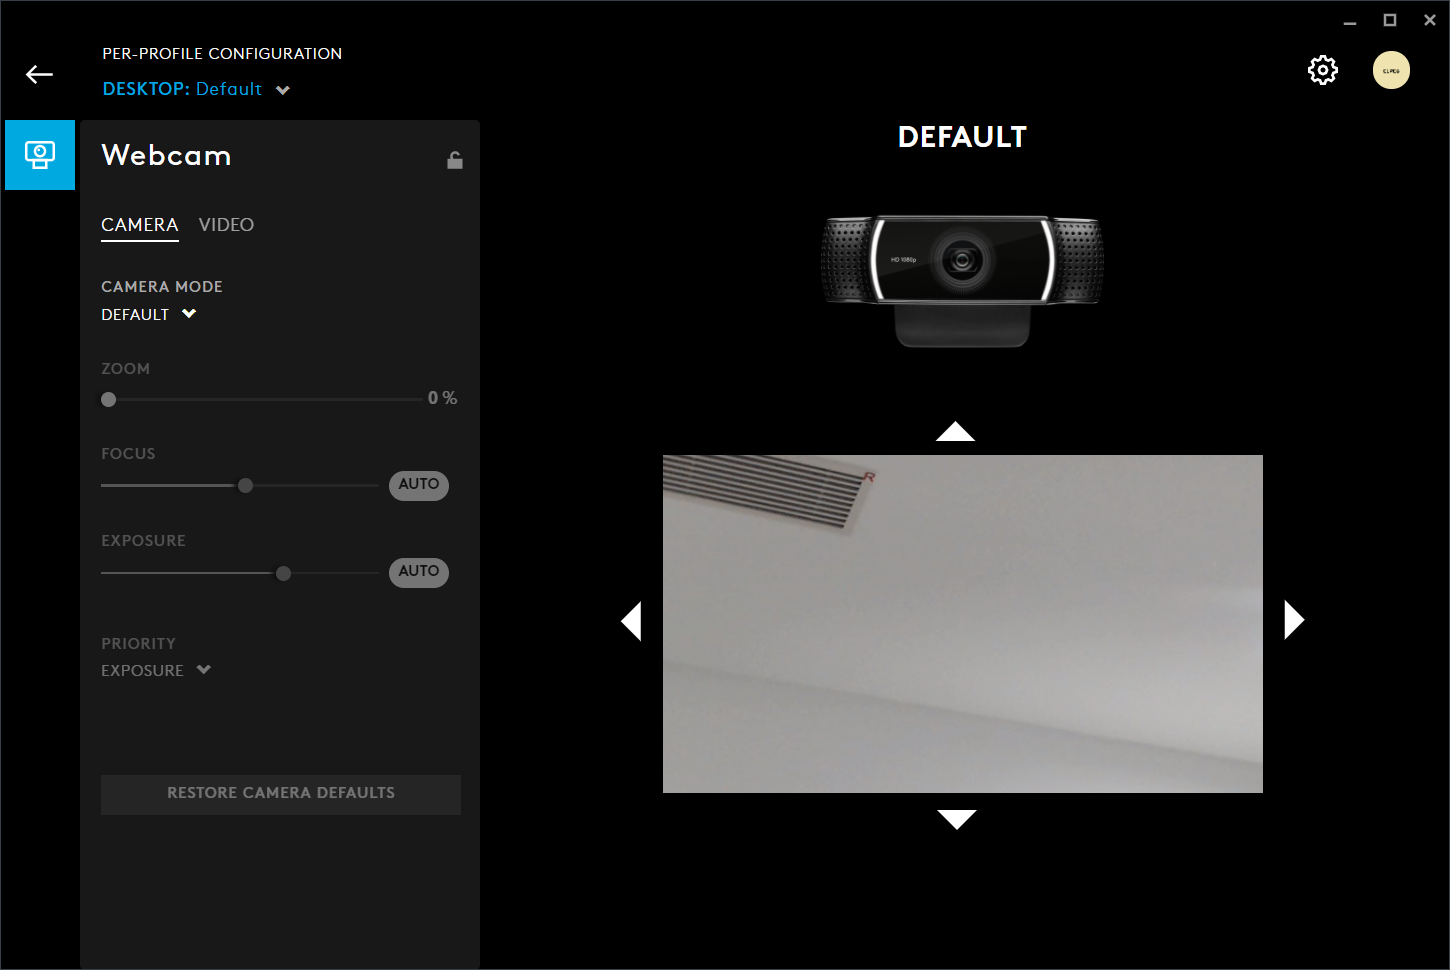 PER-PROFILE CONFIGURATION
DESKTOP: Default
Webcam
CAMERA VIDEO
CAMERA MODE
DEFAULT
ZOOM
0 %
FOCUS
AUTO
EXPOSURE
AUTO
PRIORITY
EXPOSURE
RESTORE CAMERA DEFAULTS
DEFAULT
HD 1080p
R